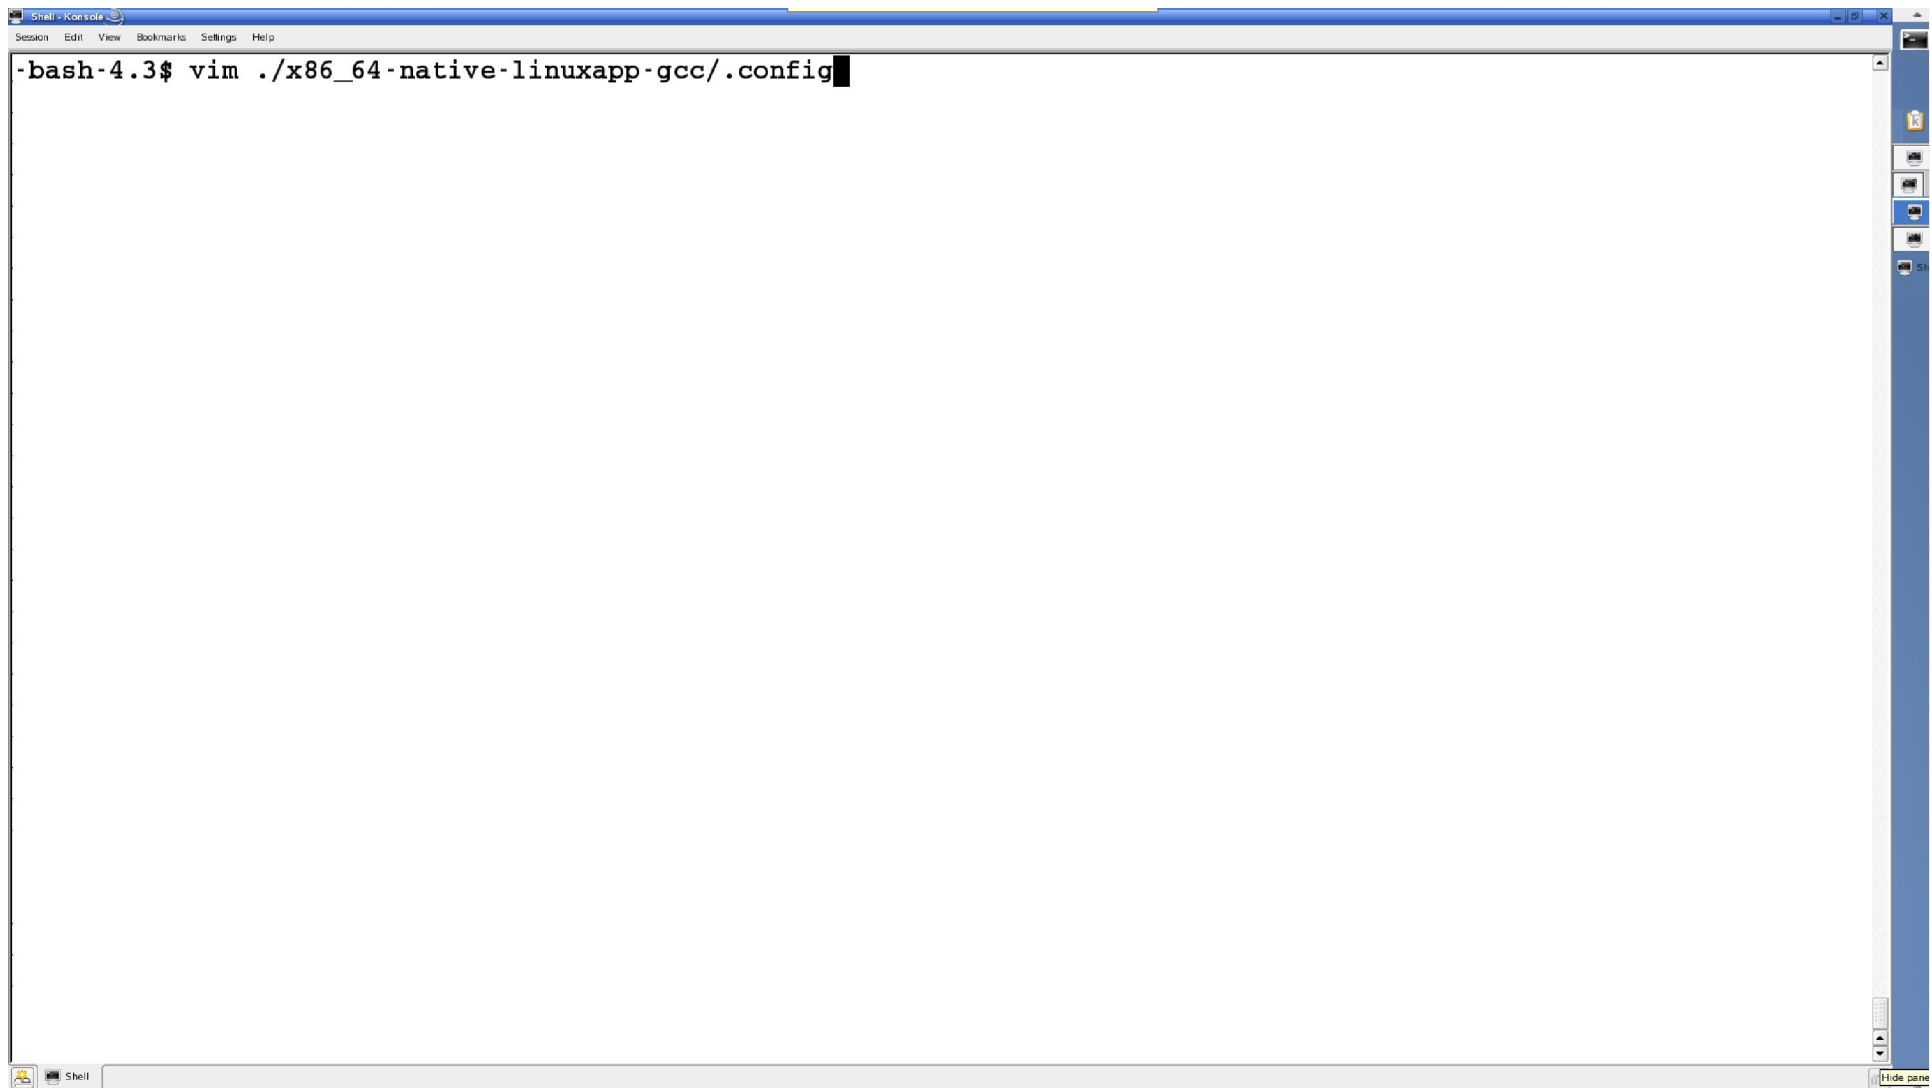 Shell - Konsole
Session Edit View Bookmarks Settings Help
-bash-4.3$ vim ./x86_64-native-linuxapp-gcc/.config
Sh
Shell
Hide pane